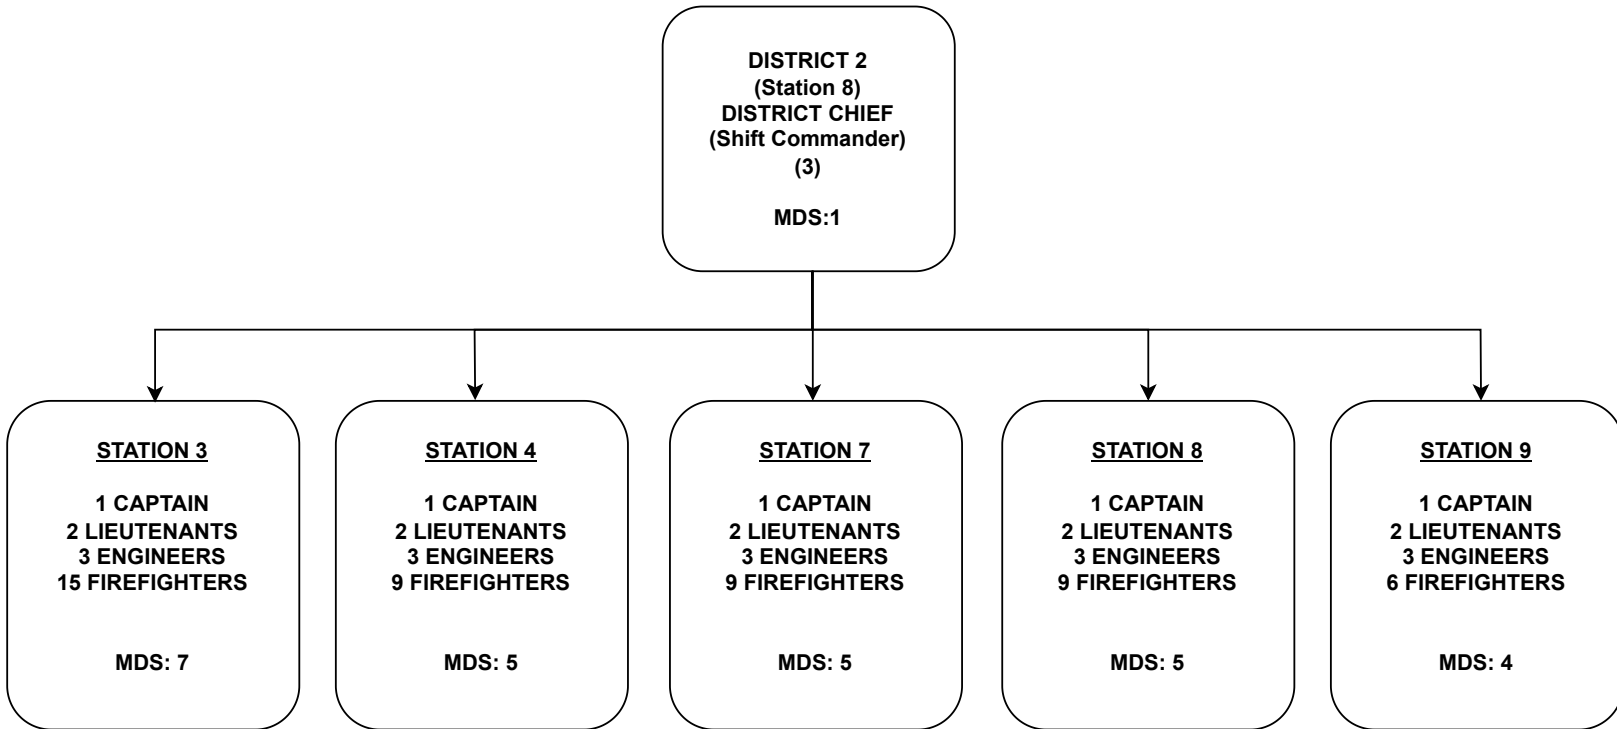 DISTRICT 2
(Station 8)
DISTRICT CHIEF
(Shift Commander)
(3)
MDS:1
STATION 3
1 CAPTAIN
2 LIEUTENANTS
3 ENGINEERS
15 FIREFIGHTERS
MDS: 7
STATION 4
1 CAPTAIN
2 LIEUTENANTS
3 ENGINEERS
9 FIREFIGHTERS
MDS: 5
STATION 7
1 CAPTAIN
2 LIEUTENANTS
3 ENGINEERS
9 FIREFIGHTERS
MDS: 5
STATION 8
1 CAPTAIN
2 LIEUTENANTS
3 ENGINEERS
9 FIREFIGHTERS
MDS: 5
STATION 9
1 CAPTAIN
2 LIEUTENANTS
3 ENGINEERS
6 FIREFIGHTERS
MDS: 4